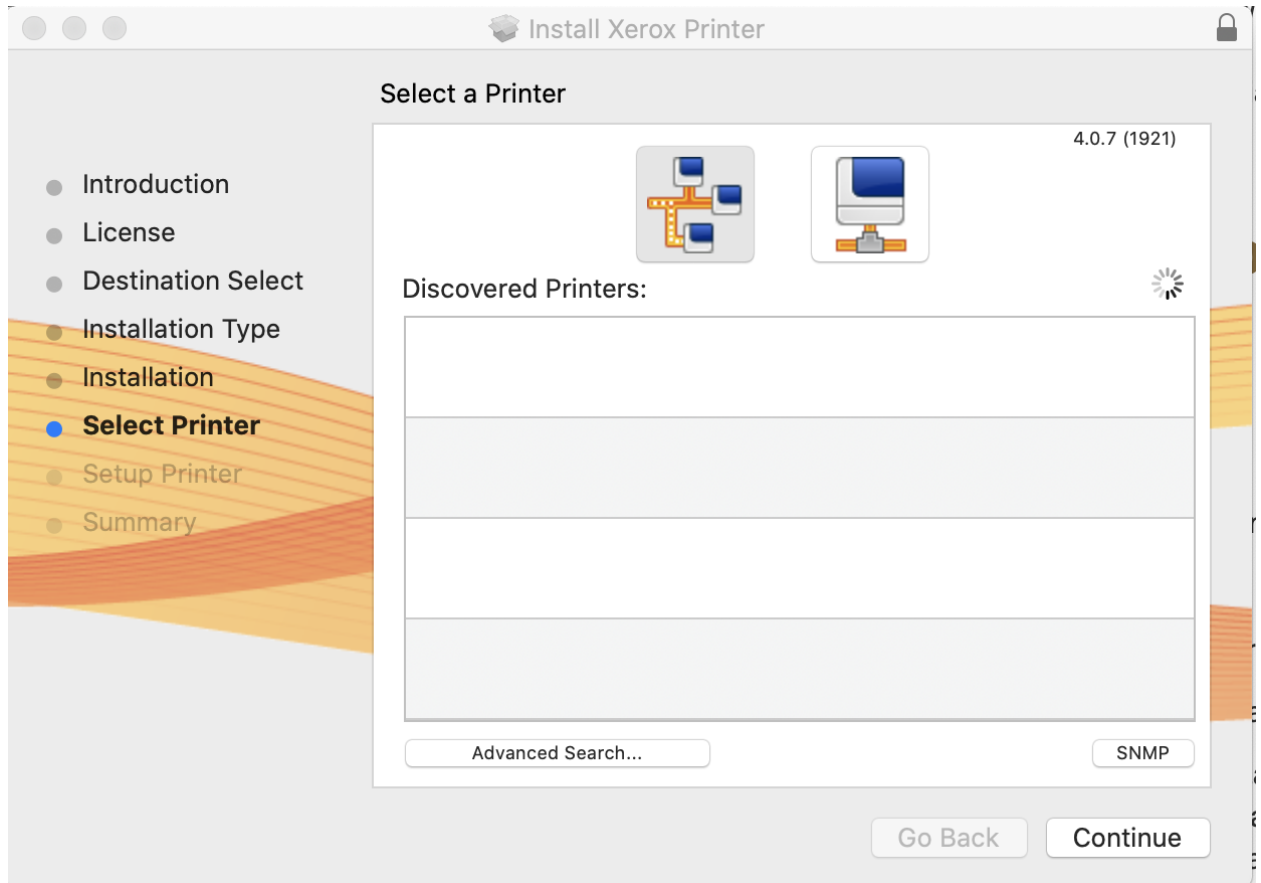 Install Xerox Printer
Select a Printer
4.0.7 (1921)
Introduction
License
Destination Select
Installation Type
Installation
Select Printer
Setup Printer
Summary
Discovered Printers:
Advanced Search...
SNMP
Go Back
Continue